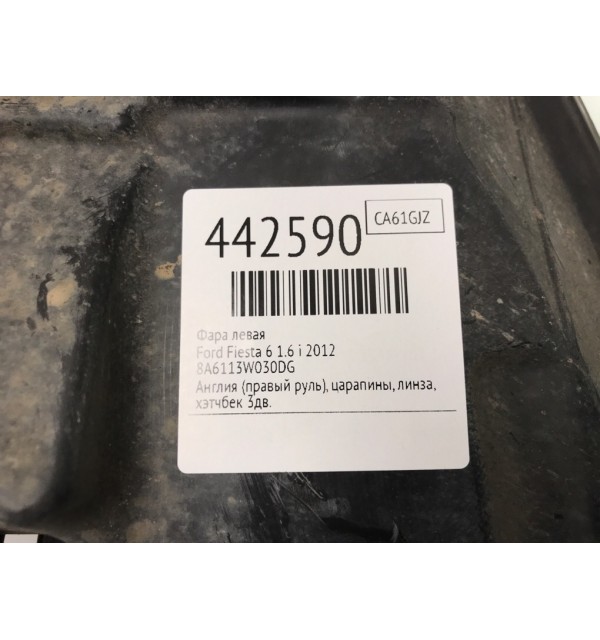 442590
CA61GJZ
Фара левая
Ford Fiesta 6 1.6 i 2012
8A6113W030DG
Англия (правый руль), царапины, линза,
хэтчбек 3дв.